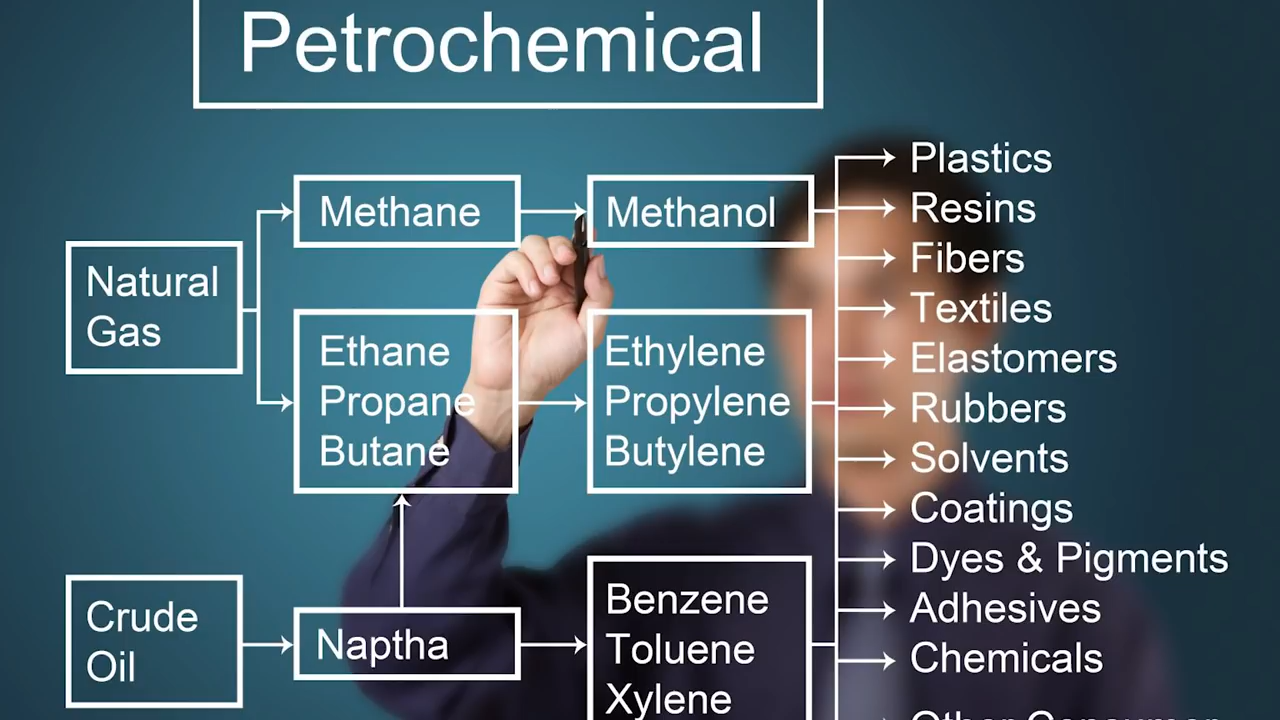 Petrochemical
Natural
Gas
Methane
Methanol
Ethane
Propane
Butane
Ethylene
Propylene
Butylene
Crude
Oil
Naptha
Benzene
Toluene
Xylene
Plastics
Resins
Fibers
Textiles
Elastomers
Rubbers
Solvents
Coatings
Dyes & Pigments
Adhesives
Chemicals